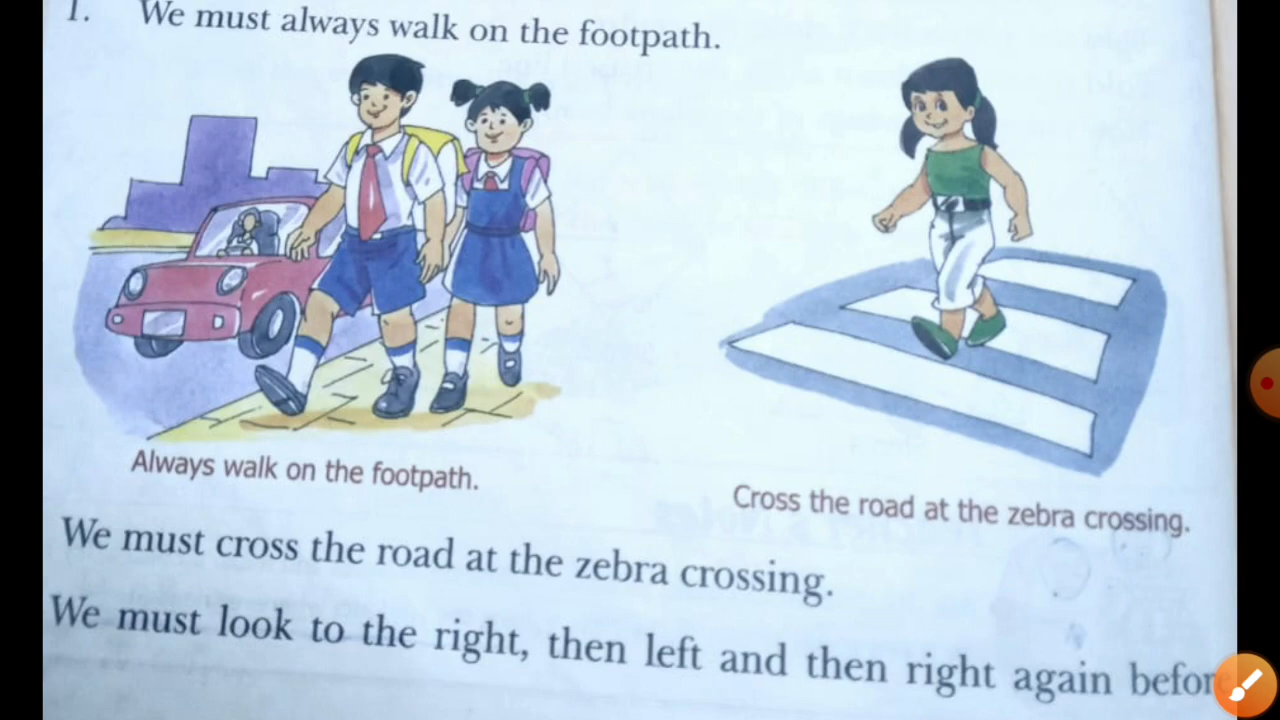 1. We must always walk on the footpath.
Always walk on the footpath.
Cross the road at the zebra crossing.
We must cross the road at the zebra crossing.
We must look to the right, then left and then right again